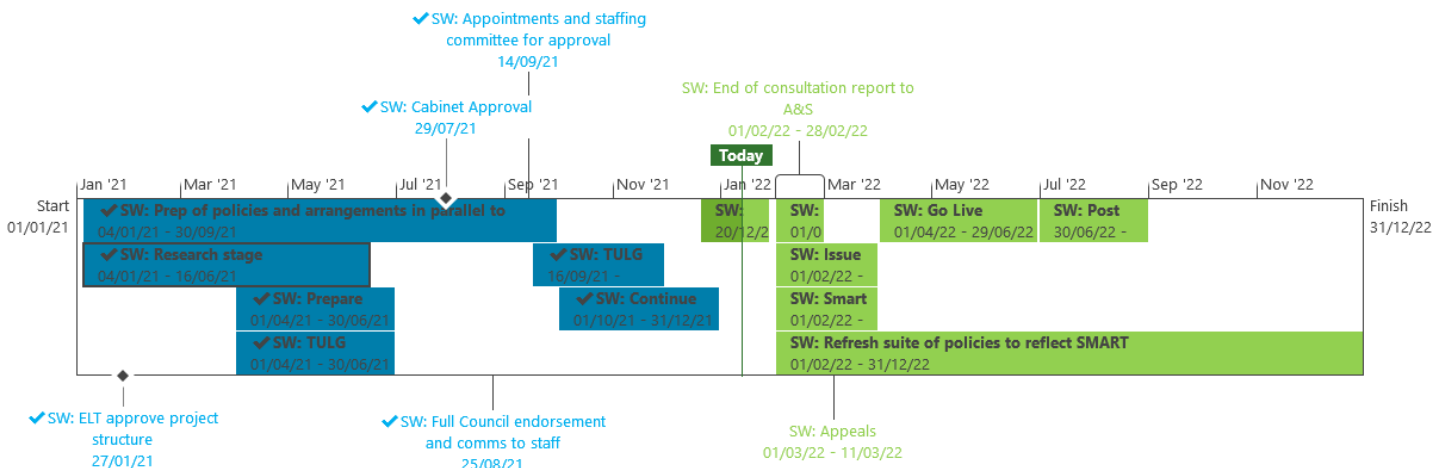 ✔SW: Appointments and staffing
committee for approval
14/09/21
SW: End of consultation report to
A&S
01/02/22 - 28/02/22
✔SW: Cabinet Approval
29/07/21
Today
Jan '21
Mar '21
May '21
Jul '21
Sep '21
Nov '21
Jan '22
Mar '22
May '22
Jul '22
Sep '22
Nov '22
Start
01/01/21
Finish
31/12/22
✔SW: Prep of policies and arrangements in parallel to
04/01/21 - 30/09/21
SW:
20/12/2
SW:
01/0
SW: Go Live
01/04/22 - 29/06/22
SW: Post
30/06/22 -
✔SW: Research stage
04/01/21 - 16/06/21
✔SW: TULG
16/09/21 -
SW: Issue
01/02/22 -
✔SW: Prepare
01/04/21 - 30/06/21
✔SW: Continue
01/10/21 - 31/12/21
SW: Smart
01/02/22 -
✔SW: TULG
01/04/21 - 30/06/21
SW: Refresh suite of policies to reflect SMART
01/02/22 - 31/12/22
✔SW: ELT approve project
structure
27/01/21
✔SW: Full Council endorsement
and comms to staff
25/08/21
SW: Appeals
01/03/22 - 11/03/22